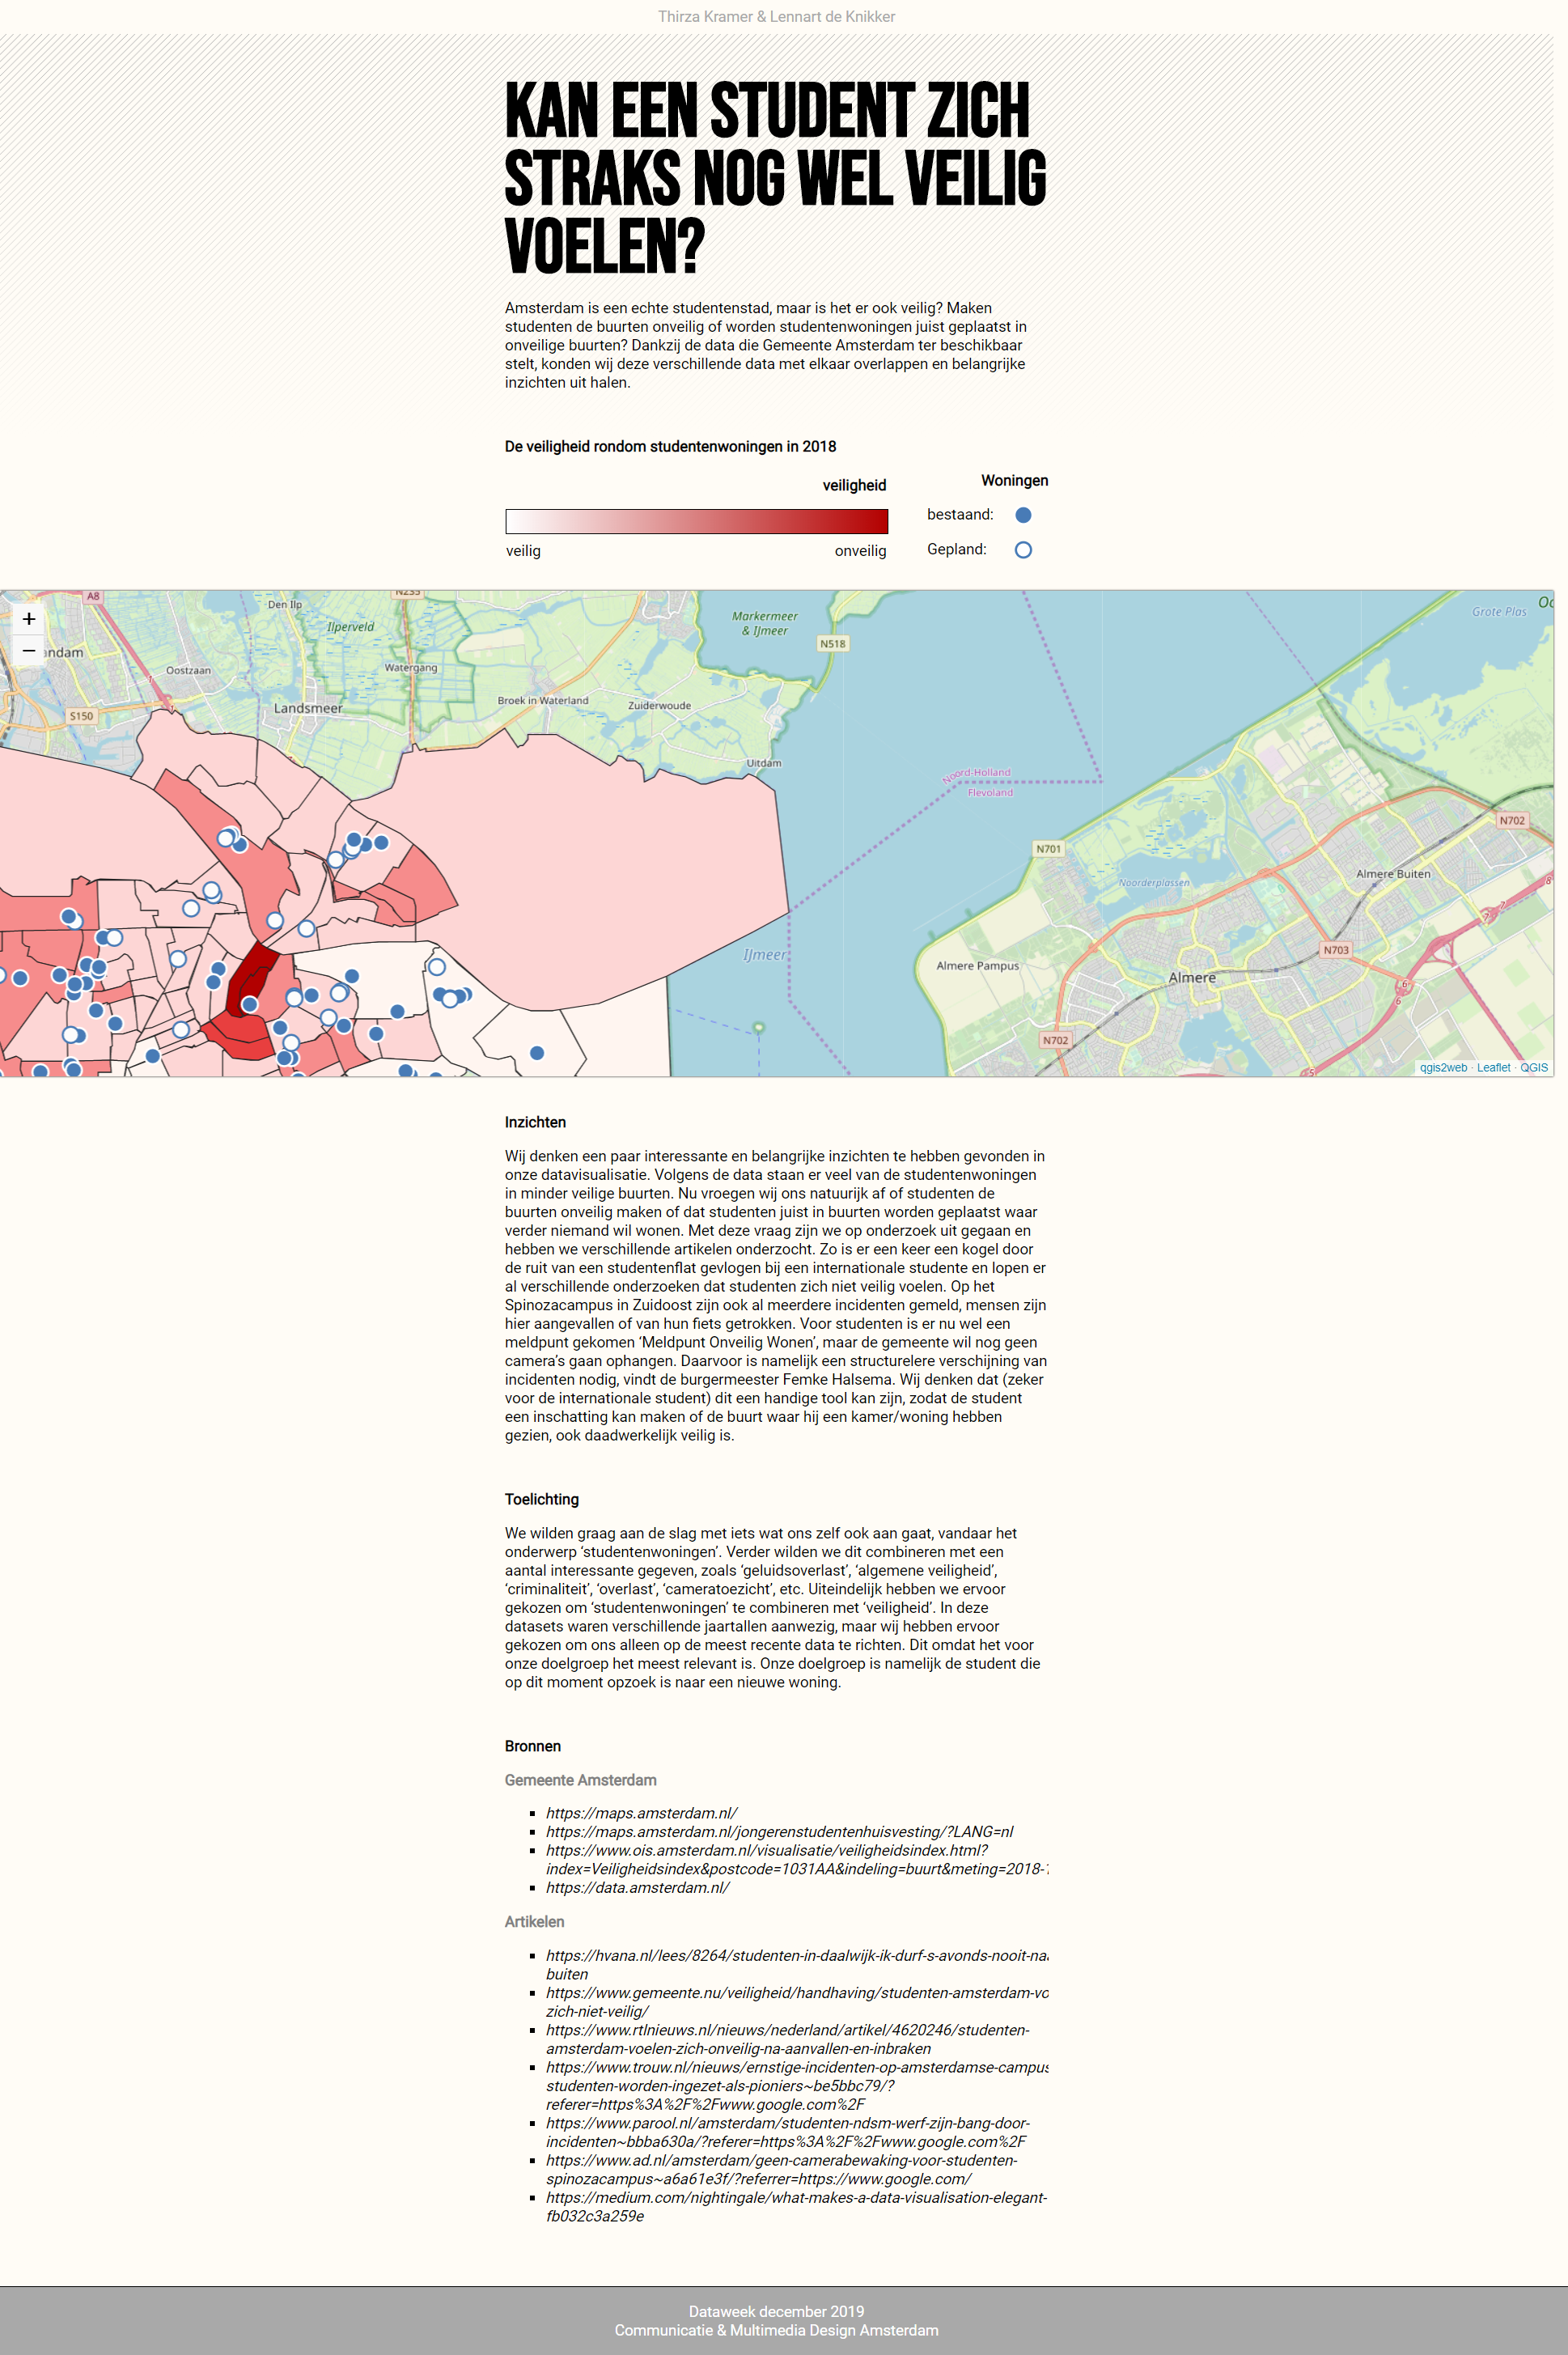 Thirza Kramer & Lennart de Knikker
KAN EEN STUDENT ZICH
STRAKS NOG WEL VEILIG
VOELEN?
Amsterdam is een echte studentenstad, maar is het er ook veilig? Maken
studenten de buurten onveilig of worden studentenwoningen juist geplaatst in
onveilige buurten? Dankzij de data die Gemeente Amsterdam ter beschikbaar
stelt, konden wij deze verschillende data met elkaar overlappen en belangrijke
inzichten uit halen.
De veiligheid rondom studentenwoningen in 2018
veiligheid
veilig
onveilig
Woningen
bestaand:
Gepland:
+
−
A8
Den Ilp
N235
Ilperveld
Markermeer
& IJmeer
N518
Grote Plas
andam
Oostzaan
Watergang
Landsmeer
Broek in Waterland
Zuiderwoude
S150
Uitdam
Noord-Holland
Flevoland
N702
N701
Almere Buiten
Noorderplassen
IJmeer
Almere Pampus
Almere
N703
N702
qgis2web · Leaflet · QGIS
Inzichten
Wij denken een paar interessante en belangrijke inzichten te hebben gevonden in
onze datavisualisatie. Volgens de data staan er veel van de studentenwoningen
in minder veilige buurten. Nu vroegen wij ons natuurijk af of studenten de
buurten onveilig maken of dat studenten juist in buurten worden geplaatst waar
verder niemand wil wonen. Met deze vraag zijn we op onderzoek uit gegaan en
hebben we verschillende artikelen onderzocht. Zo is er een keer een kogel door
de ruit van een studentenflat gevlogen bij een internationale studente en lopen er
al verschillende onderzoeken dat studenten zich niet veilig voelen. Op het
Spinozacampus in Zuidoost zijn ook al meerdere incidenten gemeld, mensen zijn
hier aangevallen of van hun fiets getrokken. Voor studenten is er nu wel een
meldpunt gekomen ‘Meldpunt Onveilig Wonen’, maar de gemeente wil nog geen
camera’s gaan ophangen. Daarvoor is namelijk een structurelere verschijning van
incidenten nodig, vindt de burgermeester Femke Halsema. Wij denken dat (zeker
voor de internationale student) dit een handige tool kan zijn, zodat de student
een inschatting kan maken of de buurt waar hij een kamer/woning hebben
gezien, ook daadwerkelijk veilig is.
Toelichting
We wilden graag aan de slag met iets wat ons zelf ook aan gaat, vandaar het
onderwerp ‘studentenwoningen’. Verder wilden we dit combineren met een
aantal interessante gegeven, zoals ‘geluidsoverlast’, ‘algemene veiligheid’,
‘criminaliteit’, ‘overlast’, ‘cameratoezicht’, etc. Uiteindelijk hebben we ervoor
gekozen om ‘studentenwoningen’ te combineren met ‘veiligheid’. In deze
datasets waren verschillende jaartallen aanwezig, maar wij hebben ervoor
gekozen om ons alleen op de meest recente data te richten. Dit omdat het voor
onze doelgroep het meest relevant is. Onze doelgroep is namelijk de student die
op dit moment opzoek is naar een nieuwe woning.
Bronnen
Gemeente Amsterdam
https://maps.amsterdam.nl/
https://maps.amsterdam.nl/jongerenstudentenhuisvesting/?LANG=nl
https://www.ois.amsterdam.nl/visualisatie/veiligheidsindex.html?
index=Veiligheidsindex&postcode=1031AA&indeling=buurt&meting=2018-
https://data.amsterdam.nl/
Artikelen
https://hvana.nl/lees/8264/studenten-in-daalwijk-ik-durf-s-avonds-nooit-naa
buiten
https://www.gemeente.nu/veiligheid/handhaving/studenten-amsterdam-vo
zich-niet-veilig/
https://www.rtlnieuws.nl/nieuws/nederland/artikel/4620246/studenten-
amsterdam-voelen-zich-onveilig-na-aanvallen-en-inbraken
https://www.trouw.nl/nieuws/ernstige-incidenten-op-amsterdamse-campus
studenten-worden-ingezet-als-pioniers~be5bbc79/?
referer=https%3A%2F%2Fwww.google.com%2F
https://www.parool.nl/amsterdam/studenten-ndsm-werf-zijn-bang-door-
incidenten~bbba630a/?referer=https%3A%2F%2Fwww.google.com%2F
https://www.ad.nl/amsterdam/geen-camerabewaking-voor-studenten-
spinozacampus~a6a61e3f/?referrer=https://www.google.com/
https://medium.com/nightingale/what-makes-a-data-visualisation-elegant-
fb032c3a259e
Dataweek december 2019
Communicatie & Multimedia Design Amsterdam